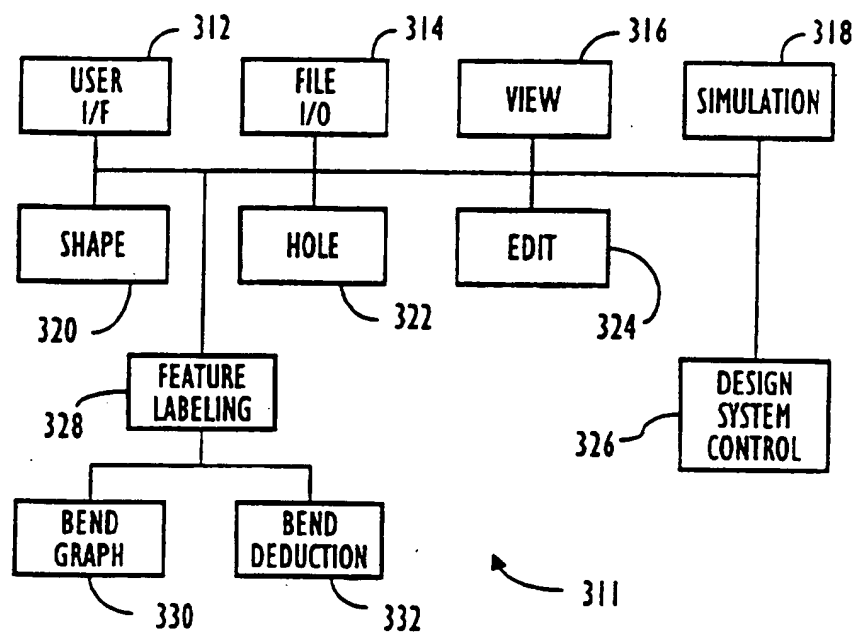 312
314
316
318
USER
I/F
FILE
I/O
VIEW
SIMULATION
SHAPE
HOLE
EDIT
320
322
324
FEATURE
LABELING
328
DESIGN
SYSTEM
CONTROL
326
BEND
GRAPH
BEND
DEDUCTION
330
332
311